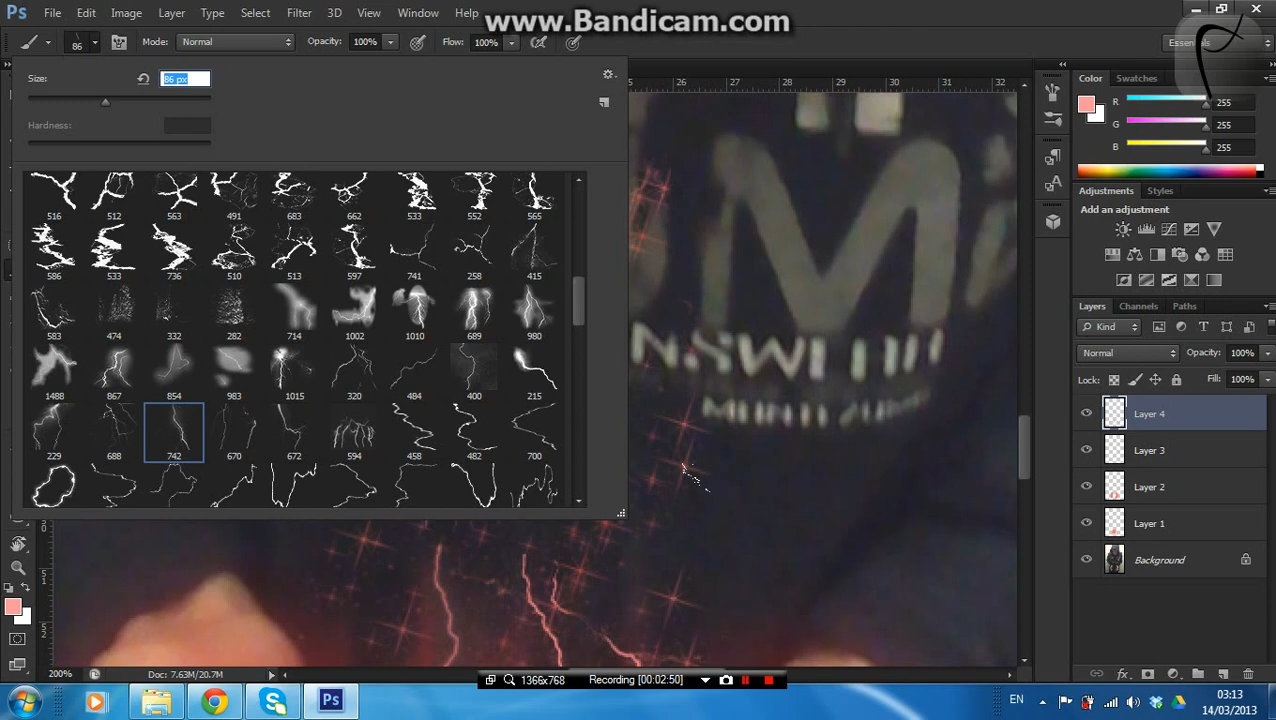 www.Bandicam.com
Ps File Edit Image Layer Type Select Filter 3D View Window Help
86 Mode: Normal Opacity: 100% Flow: 100% Essentials
Size: 86 px
Hardness:
516 512 563 491 683 662 533 552 565
586 533 736 510 513 597 741 258 415
583 474 332 282 714 1002 1010 689 980
1488 867 854 983 1015 320 484 400 215
229 688 742 670 672 594 458 482 700
26 27 28 29 30 31 32
M
Color Swatches
R 255
G 255
B 255
Adjustments Styles
Add an adjustment
Layers Channels Paths
Kind
Normal Opacity: 100%
Lock: Fill: 100%
Layer 4
Layer 3
Layer 2
Layer 1
Background
200% Doc: 7.63M/20.7M
1366x768 Recording [00:02:50]
Ps EN 03:13
14/03/2013